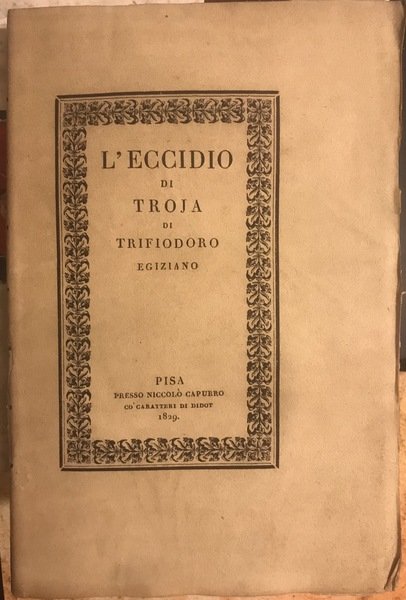 L'ECCIDIO
DI
TROJA
DI
TRIFIODORO
EGIZIANO
PISA
PRESSO NICCOLÒ CAPURRO
CO' CARATTERI DI DIDOT
1829.